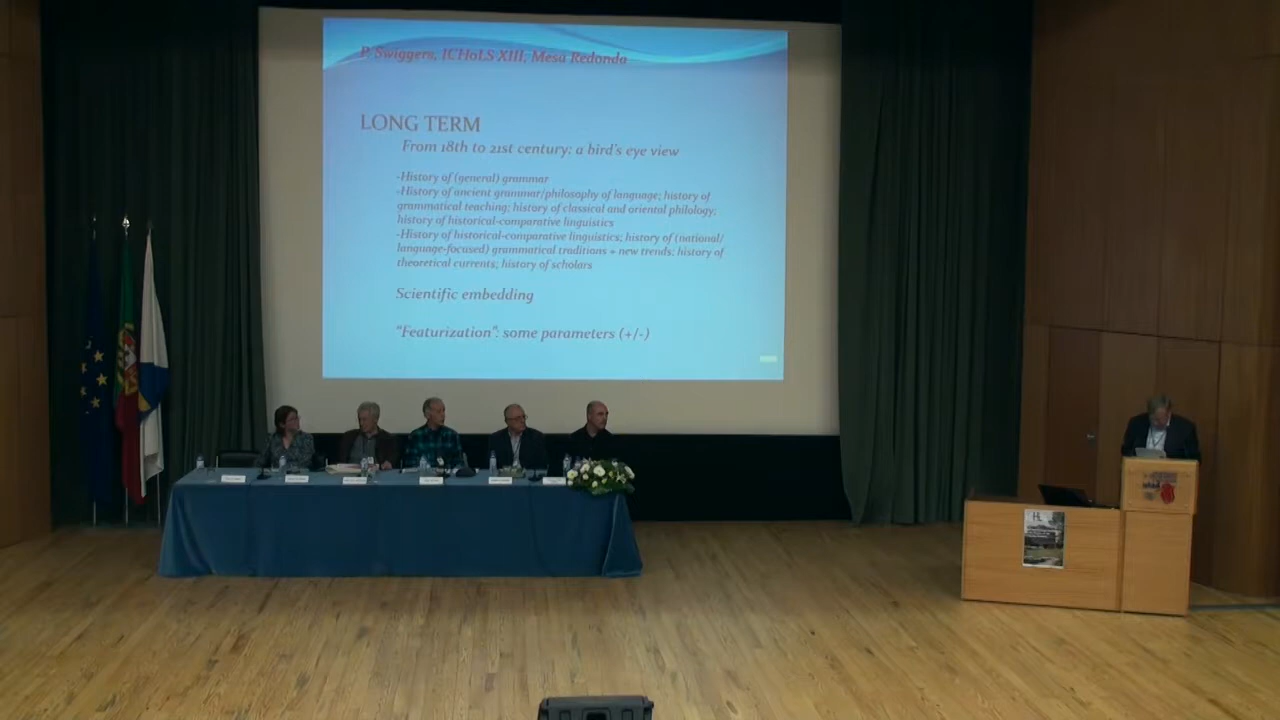 P. Swiggers, ICHoLS XIII, Mesa Redonda
LONG TERM
From 18th to 21st century: a bird's eye view
-History of (general) grammar
-History of ancient grammar/philosophy of language; history of
grammatical teaching; history of classical and oriental philology;
history of historical-comparative linguistics
-History of historical-comparative linguistics; history of (national/
language-focused) grammatical traditions + new trends; history of
theoretical currents; history of scholars
Scientific embedding
"Featurization": some parameters (+/-)